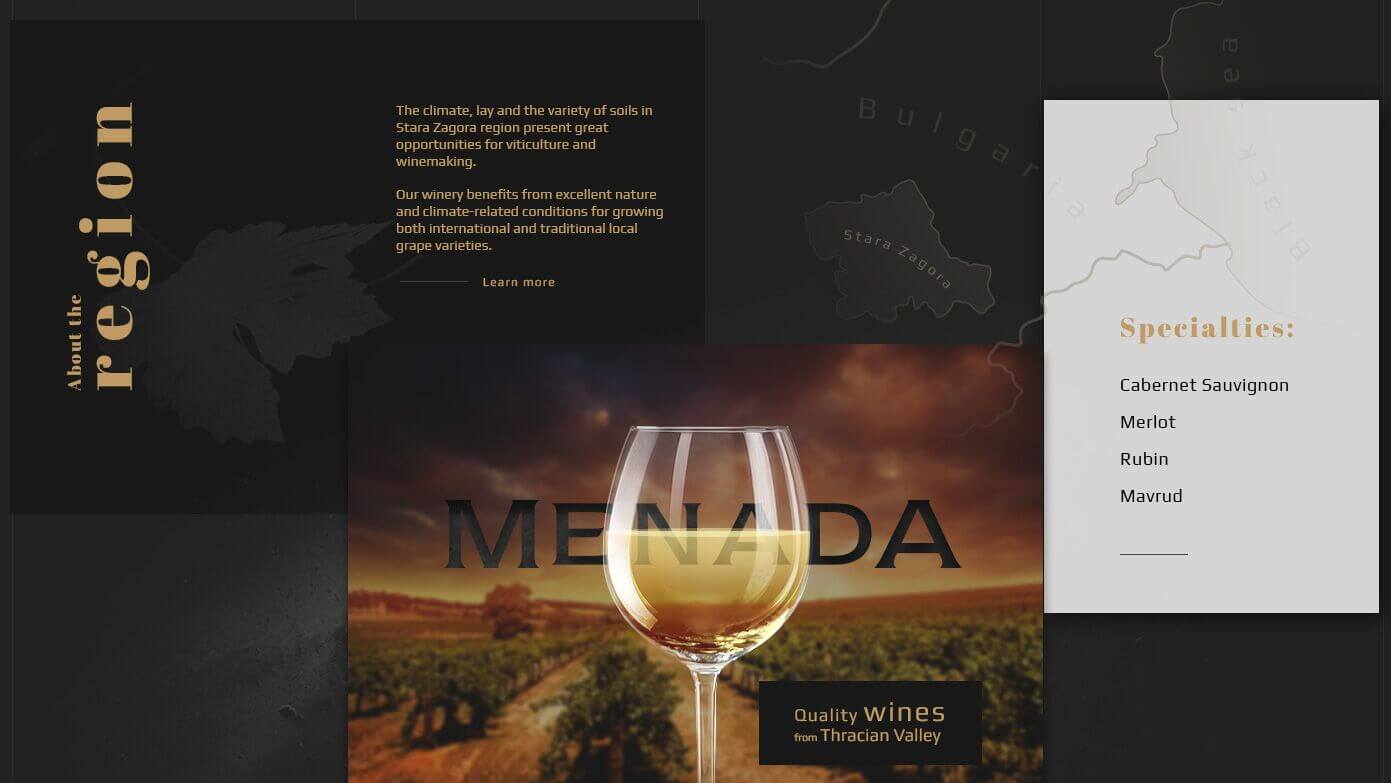 About the
region
The climate, lay and the variety of soils in
Stara Zagora region present great
opportunities for viticulture and
winemaking.
Our winery benefits from excellent nature
and climate-related conditions for growing
both international and traditional local
grape varieties.
Learn more
Bulgar
Stara Zagora
a
Black Sea
Specialties:
Cabernet Sauvignon
Merlot
Rubin
Mavrud
MENADA
Quality wines
from Thracian Valley